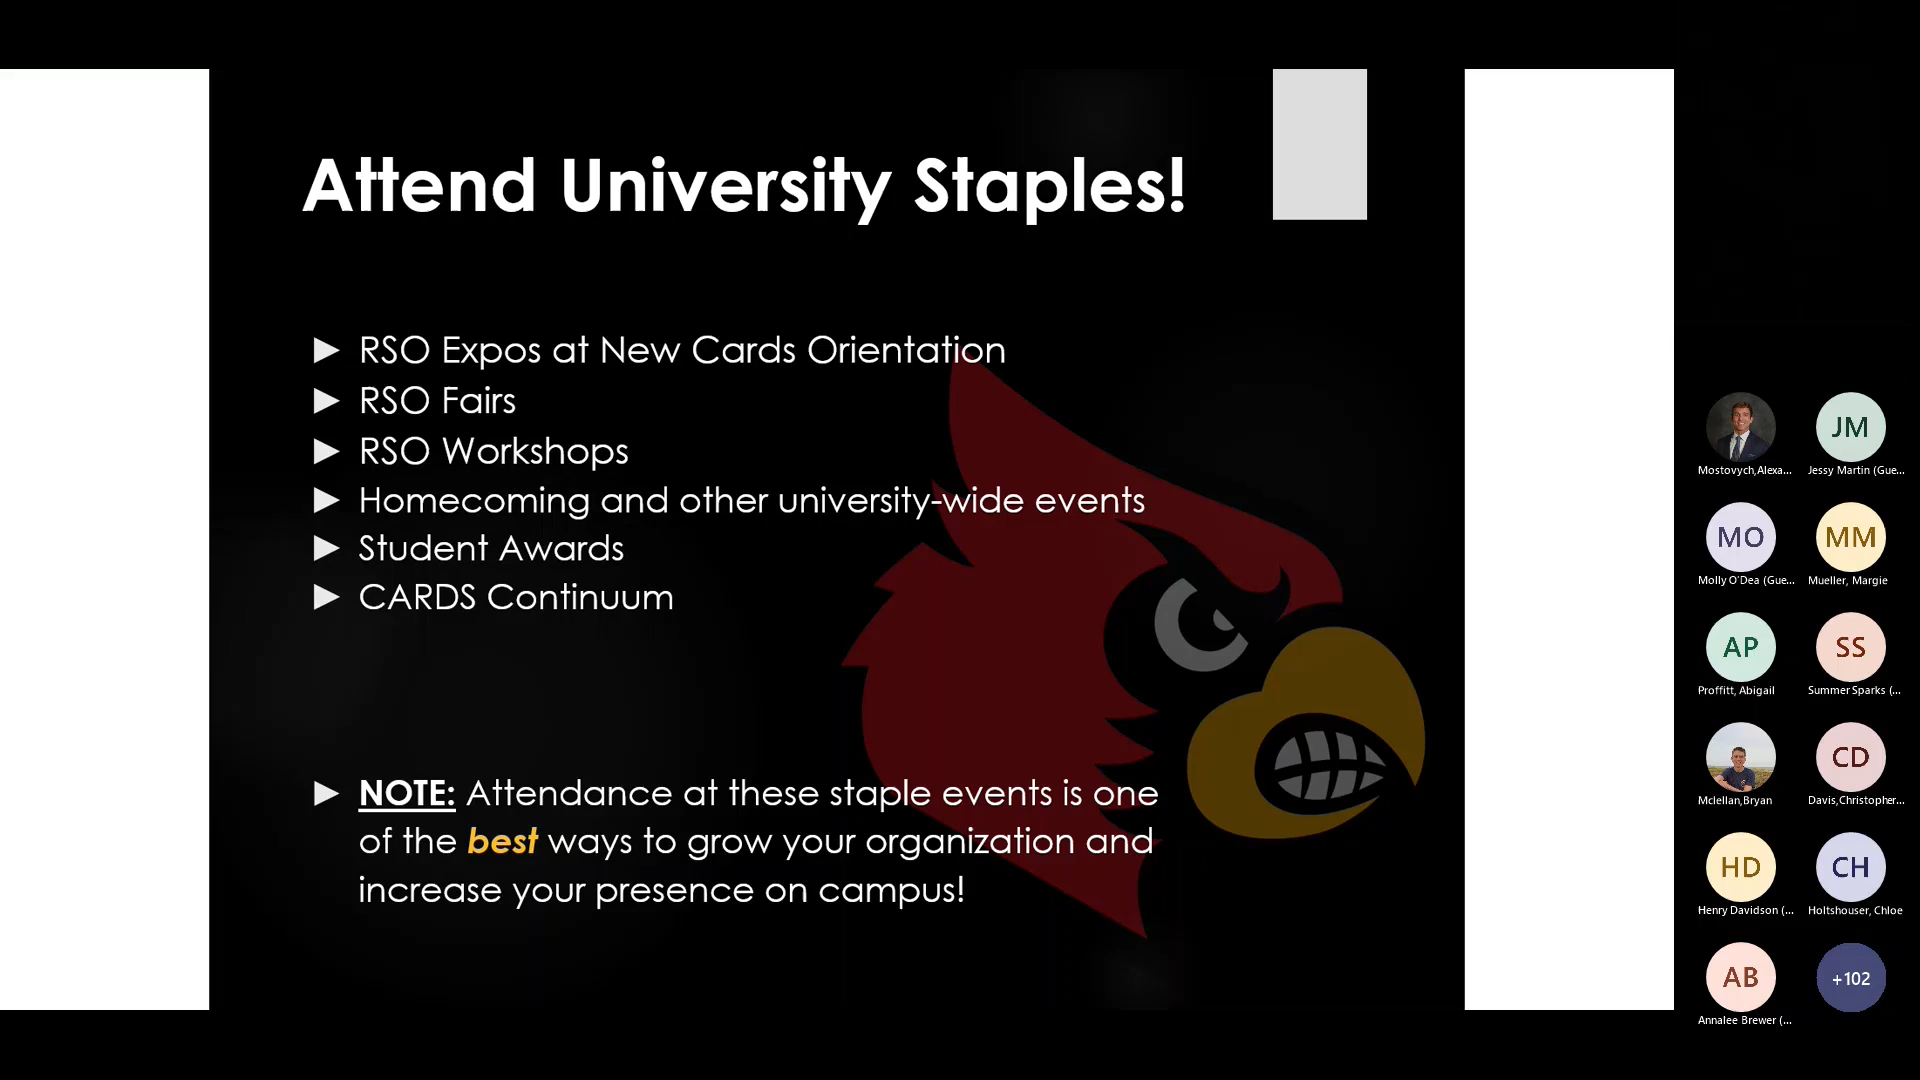 Attend University Staples!
► RSO Expos at New Cards Orientation
► RSO Fairs
► RSO Workshops
► Homecoming and other university-wide events
► Student Awards
► CARDS Continuum
► NOTE: Attendance at these staple events is one
of the best ways to grow your organization and
increase your presence on campus!
Mostovych,Alexa...
JM
Jessy Martin (Gue...
MO
Molly O'Dea (Gue...
MM
Mueller, Margie
AP
Proffitt, Abigail
SS
Summer Sparks (...
Mclellan,Bryan
CD
Davis,Christopher...
HD
Henry Davidson (...
CH
Holtshouser, Chloe
AB
Annalee Brewer (...
+102